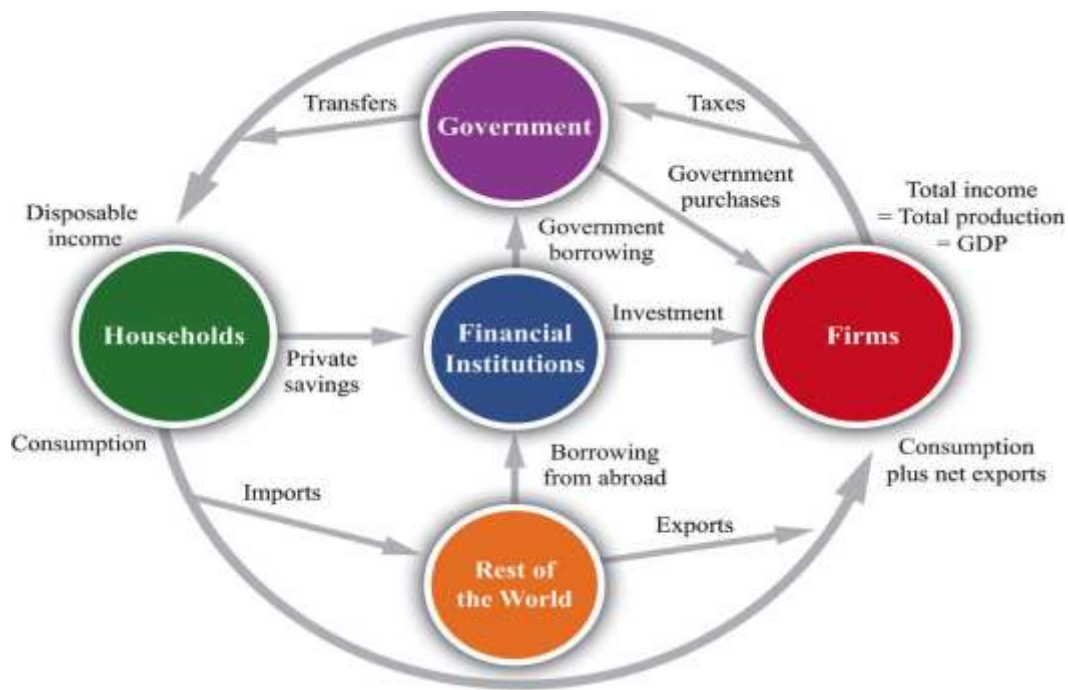 Transfers
Taxes
Government
Government
purchases
Total income
= Total production
= GDP
Disposable
income
Government
borrowing
Households
Private
savings
Financial
Institutions
Investment
Firms
Consumption
Imports
Borrowing
from abroad
Exports
Consumption
plus net exports
Rest of
the World